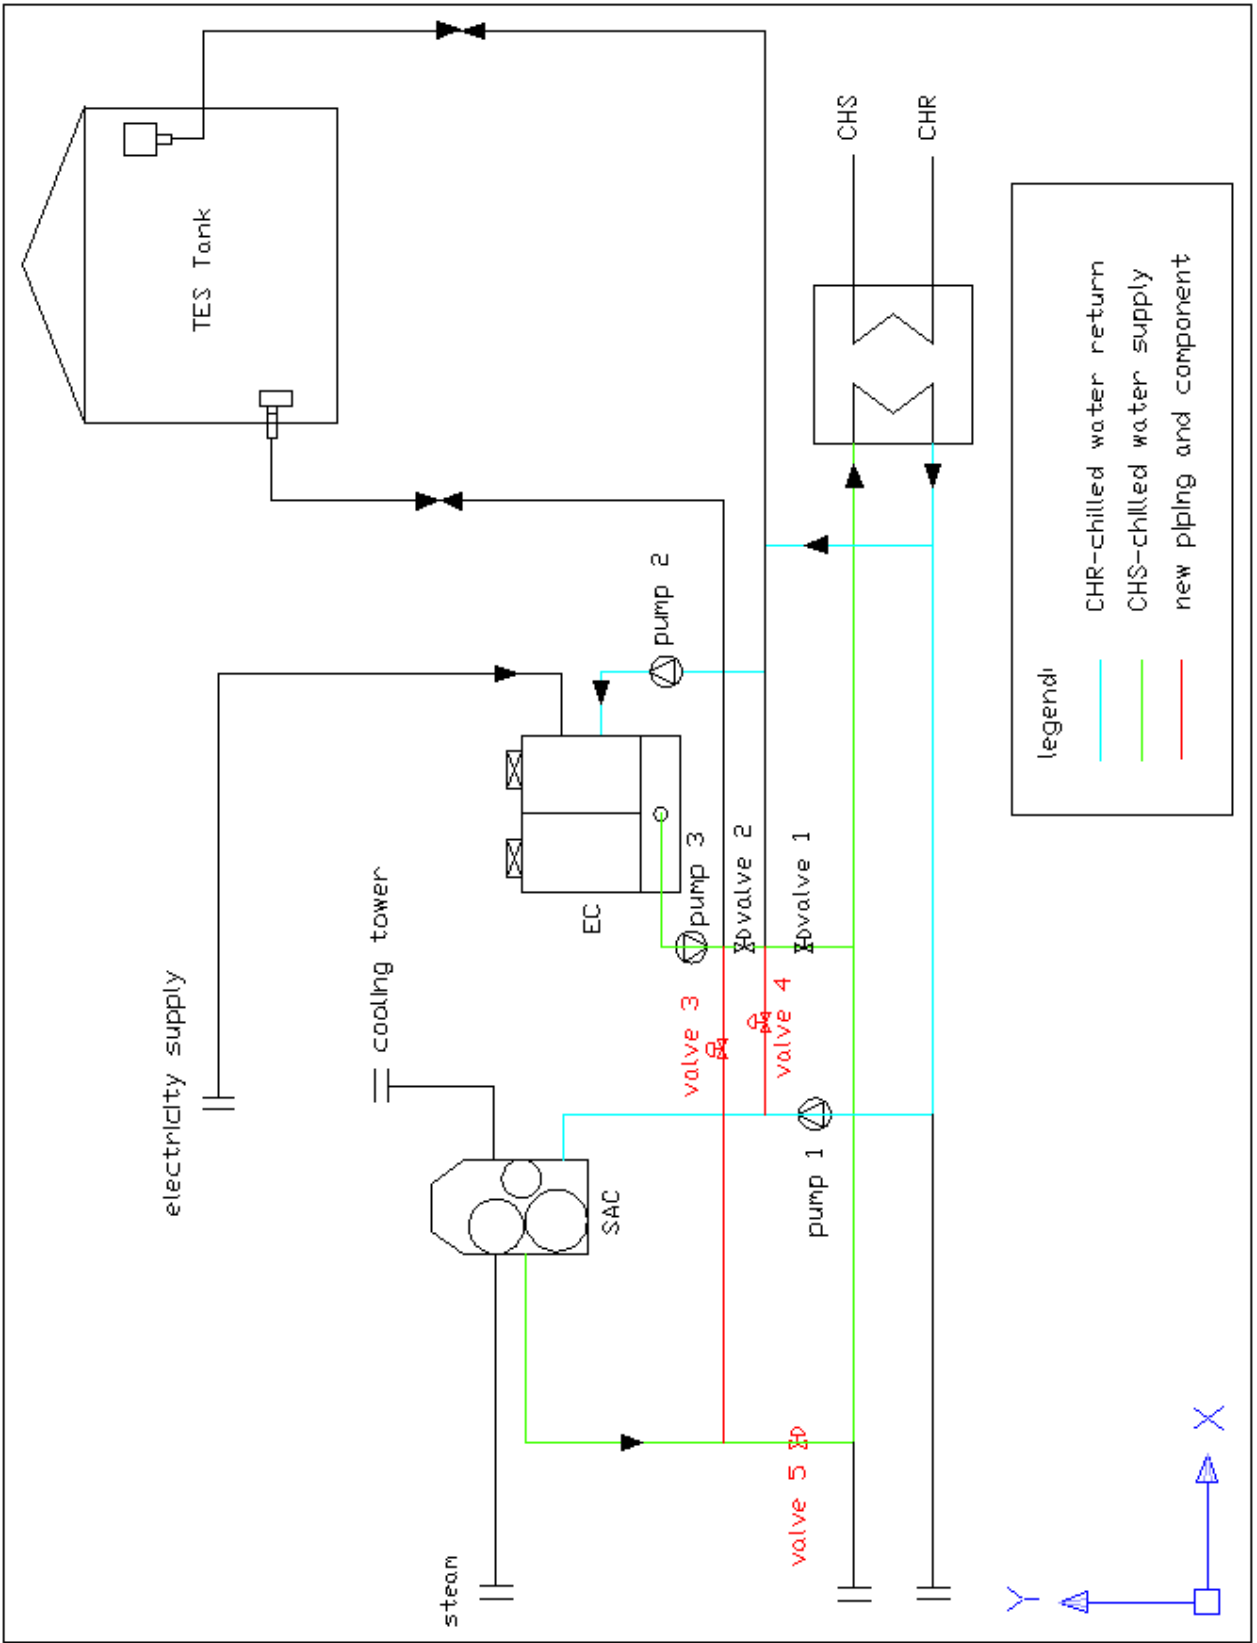 TES Tank
CHS
CHR
electricity supply
cooling tower
EC
pump 2
pump 3
valve 2
valve 1
valve 3
valve 4
SAC
pump 1
steam
valve 5
legend:
CHR-chilled water return
CHS-chilled water supply
new piping and component
Y
X